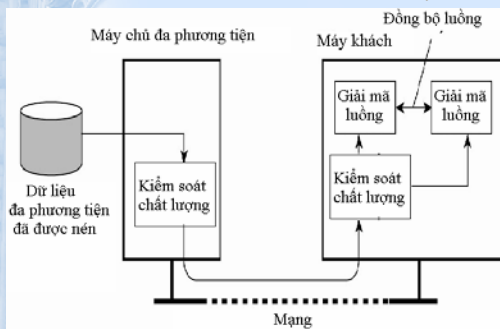 Đồng bộ luồng
Máy chủ đa phương tiện
Máy khách
Giải mã
luồng
Giải mã
luồng
Kiểm soát
chất lượng
Kiểm soát
chất lượng
Dữ liệu
đa phương tiện
đã được nén
Mạng